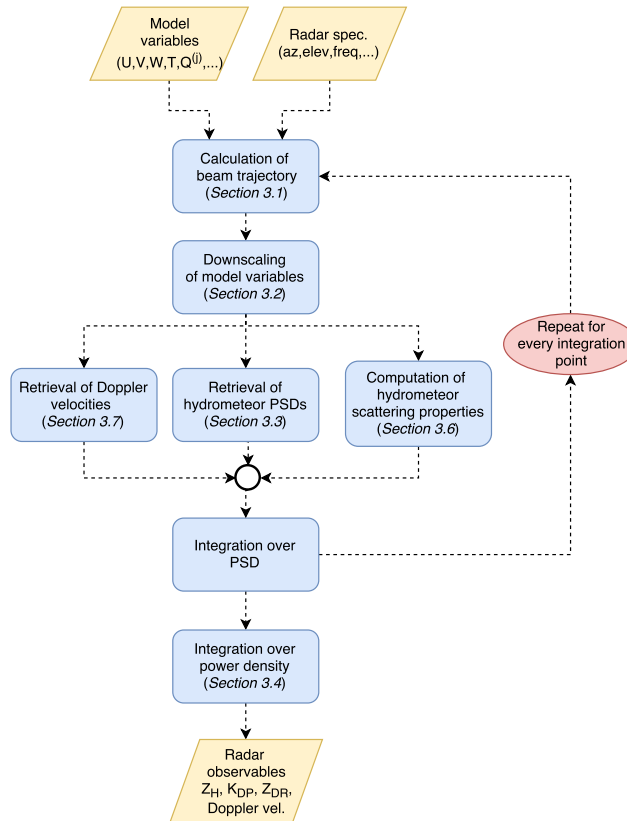 Model
variables
(U,V,W,T,Q(j),...)
Radar spec.
(az,elev,freq,...)
Calculation of
beam trajectory
(Section 3.1)
Downscaling
of model variables
(Section 3.2)
Repeat for
every integration
point
Retrieval of Doppler
velocities
(Section 3.7)
Retrieval of
hydrometeor PSDs
(Section 3.3)
Computation of
hydrometeor
scattering properties
(Section 3.6)
Integration over
PSD
Integration over
power density
(Section 3.4)
Radar
observables
ZH, KDP, ZDR,
Doppler vel.